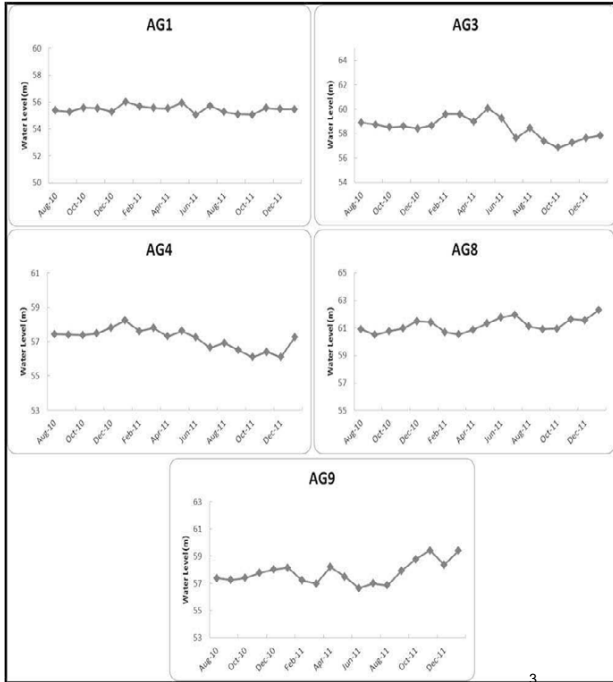 AG1
Water Level (m)
60
58
56
54
52
50
Aug-10
Oct-10
Dec-10
Feb-11
Apr-11
Jun-11
Aug-11
Oct-11
Dec-11
AG3
Water Level (m)
64
62
60
58
56
54
Aug-10
Oct-10
Dec-10
Feb-11
Apr-11
Jun-11
Aug-11
Oct-11
Dec-11
AG4
Water Level (m)
61
59
57
55
53
Aug-10
Oct-10
Dec-10
Feb-11
Apr-11
Jun-11
Aug-11
Oct-11
Dec-11
AG8
Water Level (m)
65
63
61
59
57
55
Aug-10
Oct-10
Dec-10
Feb-11
Apr-11
Jun-11
Aug-11
Oct-11
Dec-11
AG9
Water Level (m)
63
61
59
57
55
53
Aug-10
Oct-10
Dec-10
Feb-11
Apr-11
Jun-11
Aug-11
Oct-11
Dec-11
3